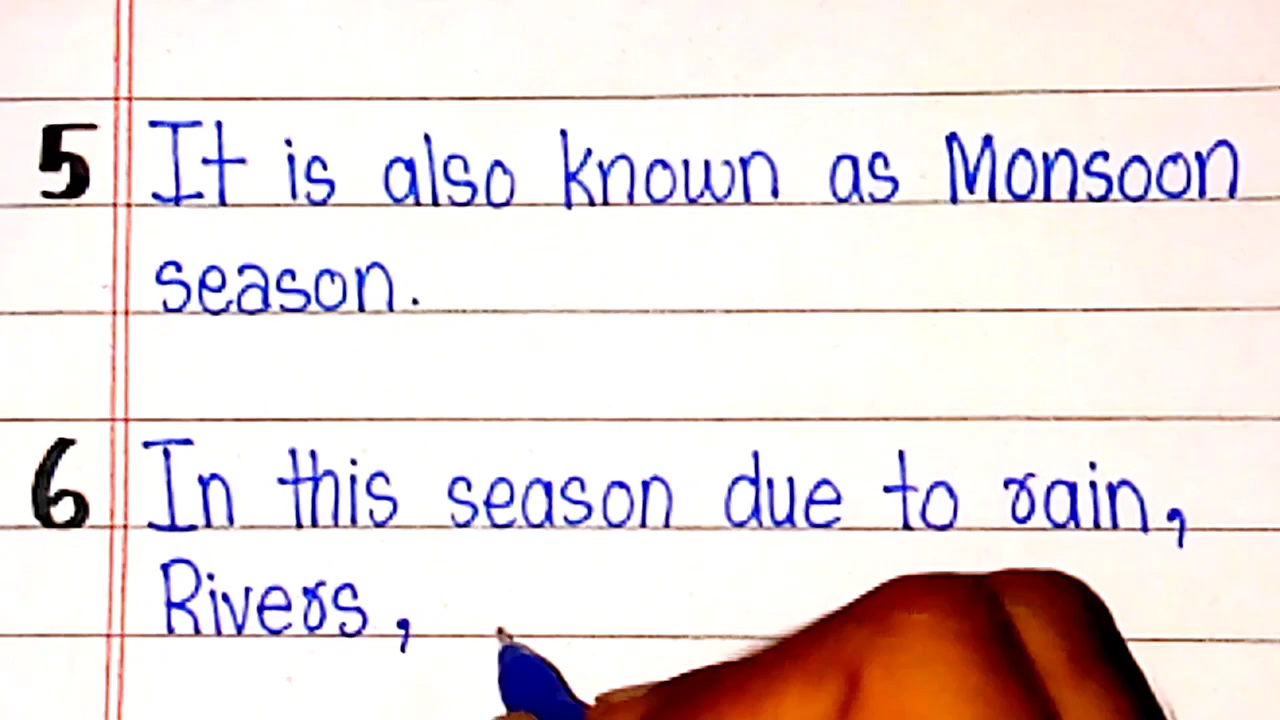 5 It is also known as Monsoon
season.
6 In this season due to rain,
Rivers,